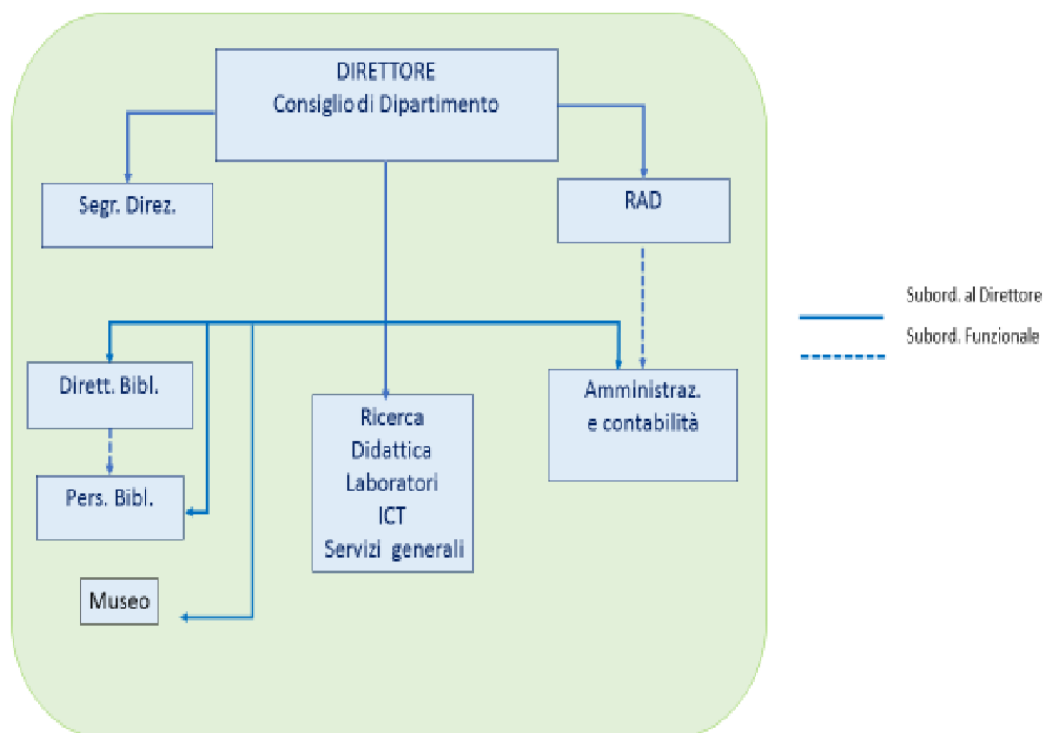 DIRETTORE
Consiglio di Dipartimento
Segr. Direz.
RAD
Subord. al Direttore
Subord. Funzionale
Dirett. Bibl.
Amministraz.
e contabilità
Ricerca
Didattica
Laboratori
ICT
Servizi generali
Pers. Bibl.
Museo